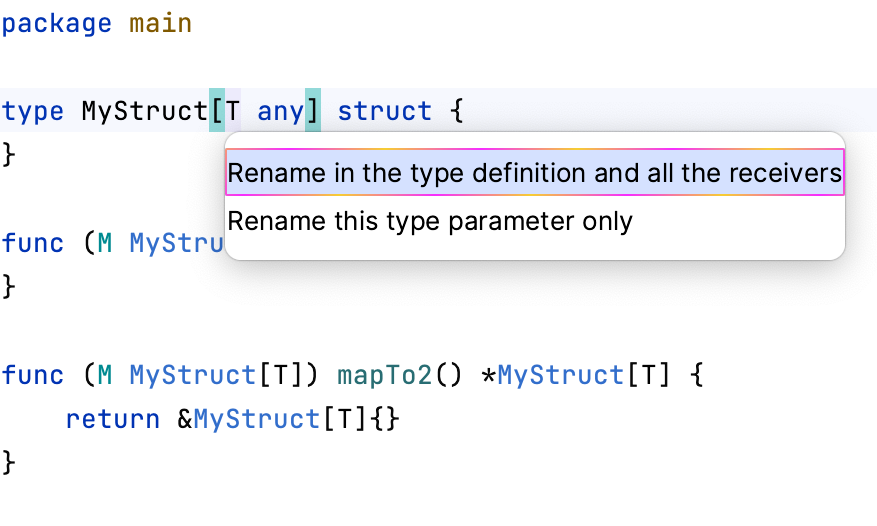 package main
type MyStruct[T any] struct {
}
Rename in the type definition and all the receivers
Rename this type parameter only
func (M MyStru
}
func (M MyStruct[T]) mapTo2() *MyStruct[T] {
return &MyStruct[T]{}
}